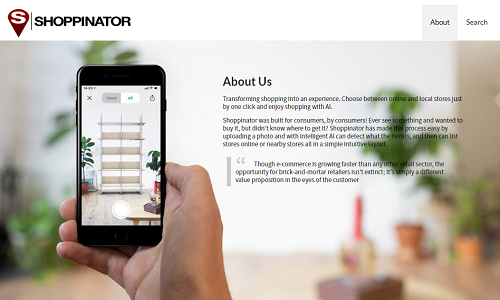 S SHOPPINATOR
About
Search
14:09
Object
AR
About Us
Transforming shopping into an experience. Choose between online and local stores just
by one click and enjoy shopping with AI.
Shoppinator was built for consumers, by consumers! Ever see something and wanted to
buy it, but didn't know where to get it? Shoppinator has made this process easy by
uploading a photo and with intelligent AI can detect what the item is, and then can list
stores online or nearby stores all in a simple intuitive layout.
“ Though e-commerce is growing faster than any other retail sector, the
opportunity for brick-and-mortar retailers isn't extinct; it's simply a different
value proposition in the eyes of the customer